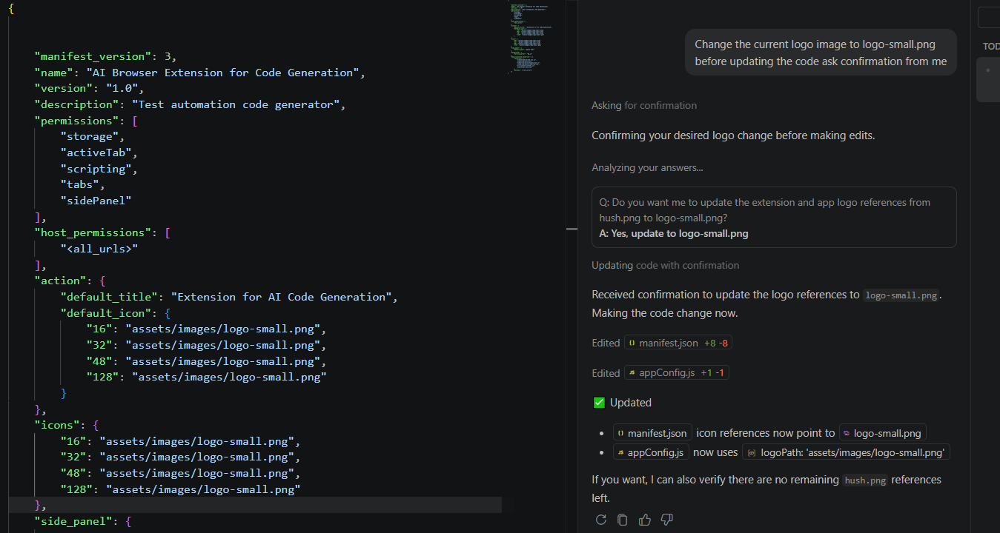 {
"manifest_version": 3,
"name": "AI Browser Extension for Code Generation",
"version": "1.0",
"description": "Test automation code generator",
"permissions": [
"storage",
"activeTab",
"scripting",
"tabs",
"sidePanel"
],
"host_permissions": [
"<all_urls>"
],
"action": {
"default_title": "Extension for AI Code Generation",
"default_icon": {
"16": "assets/images/logo-small.png",
"32": "assets/images/logo-small.png",
"48": "assets/images/logo-small.png",
"128": "assets/images/logo-small.png"
}
},
"icons": {
"16": "assets/images/logo-small.png",
"32": "assets/images/logo-small.png",
"48": "assets/images/logo-small.png",
"128": "assets/images/logo-small.png"
},
"side_panel": {
Change the current logo image to logo-small.png
before updating the code ask confirmation from me
Asking for confirmation
Confirming your desired logo change before making edits.
Analyzing your answers...
Q: Do you want me to update the extension and app logo references from
hush.png to logo-small.png?
A: Yes, update to logo-small.png
Updating code with confirmation
Received confirmation to update the logo references to logo-small.png.
Making the code change now.
Edited {} manifest.json +8 -8
Edited JS appConfig.js +1 -1
✅ Updated
• {} manifest.json icon references now point to logo-small.png
• JS appConfig.js now uses logoPath: 'assets/images/logo-small.png'
If you want, I can also verify there are no remaining hush.png references
left.
TOD